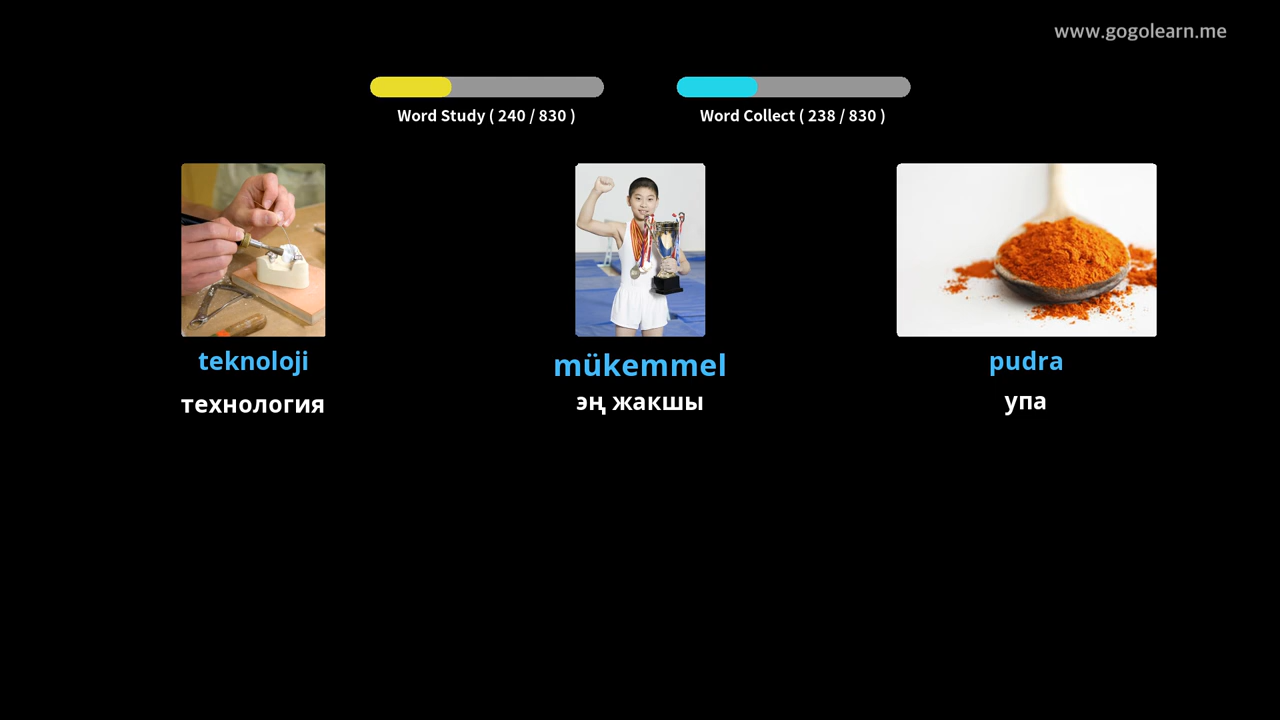 www.gogolearn.me
Word Study ( 240 / 830 )
Word Collect ( 238 / 830 )
teknoloji
технология
mükemmel
эң жакшы
pudra
упа